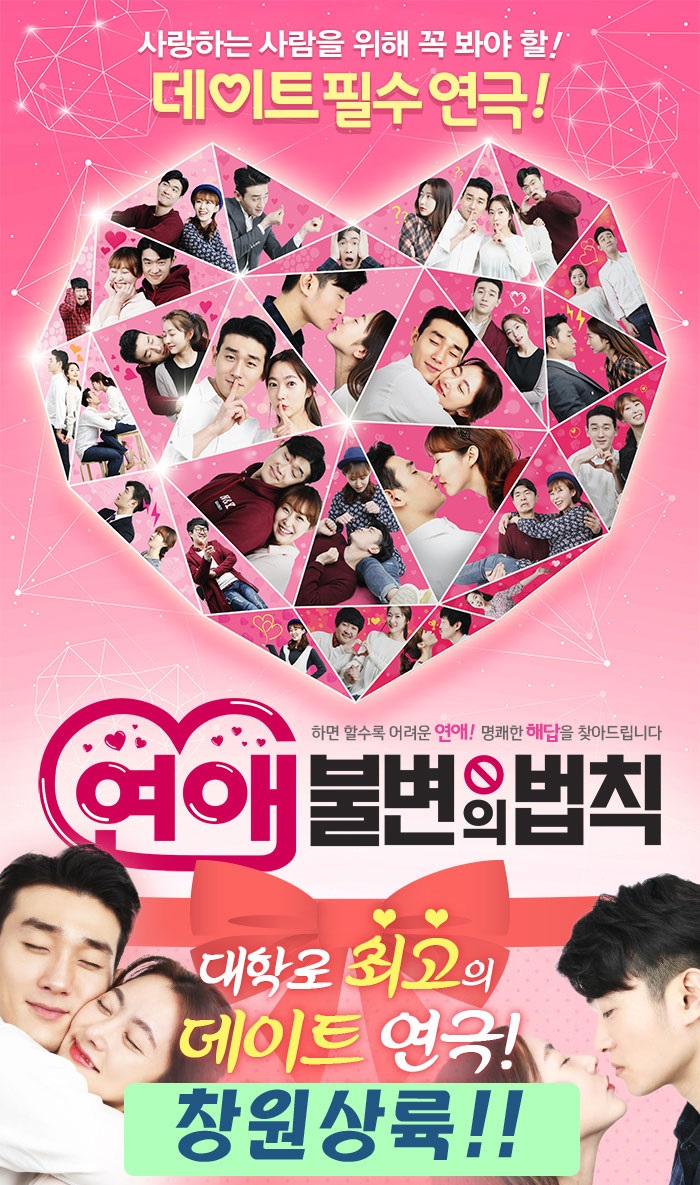 사랑하는 사람을 위해 꼭 봐야 할!
데이트 필수 연극!
하면 할수록 어려운 연애! 명쾌한 해답을 찾아드립니다
연애 불변의 법칙
대학로 최고의
데이트 연극!
창원상륙!!